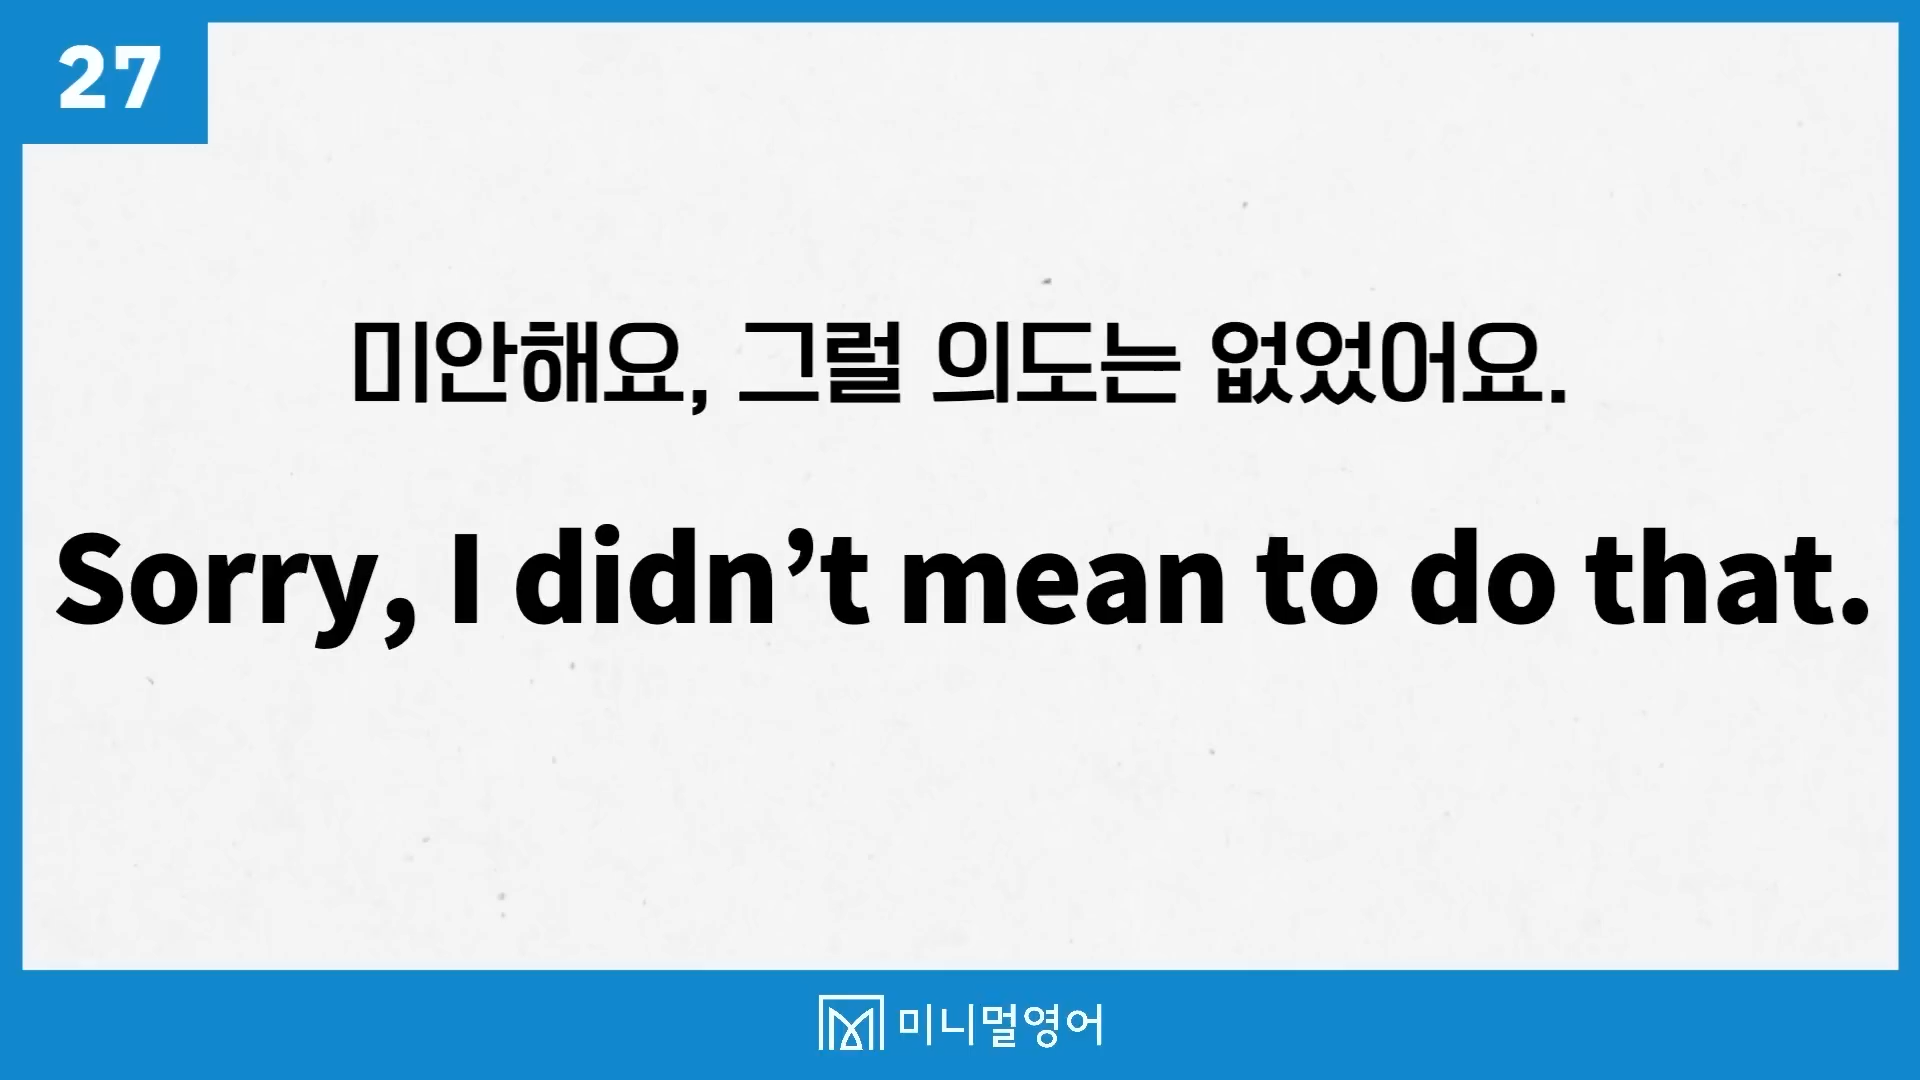 27
미안해요, 그럴 의도는 없었어요.
Sorry, I didn’t mean to do that.
미니멀영어